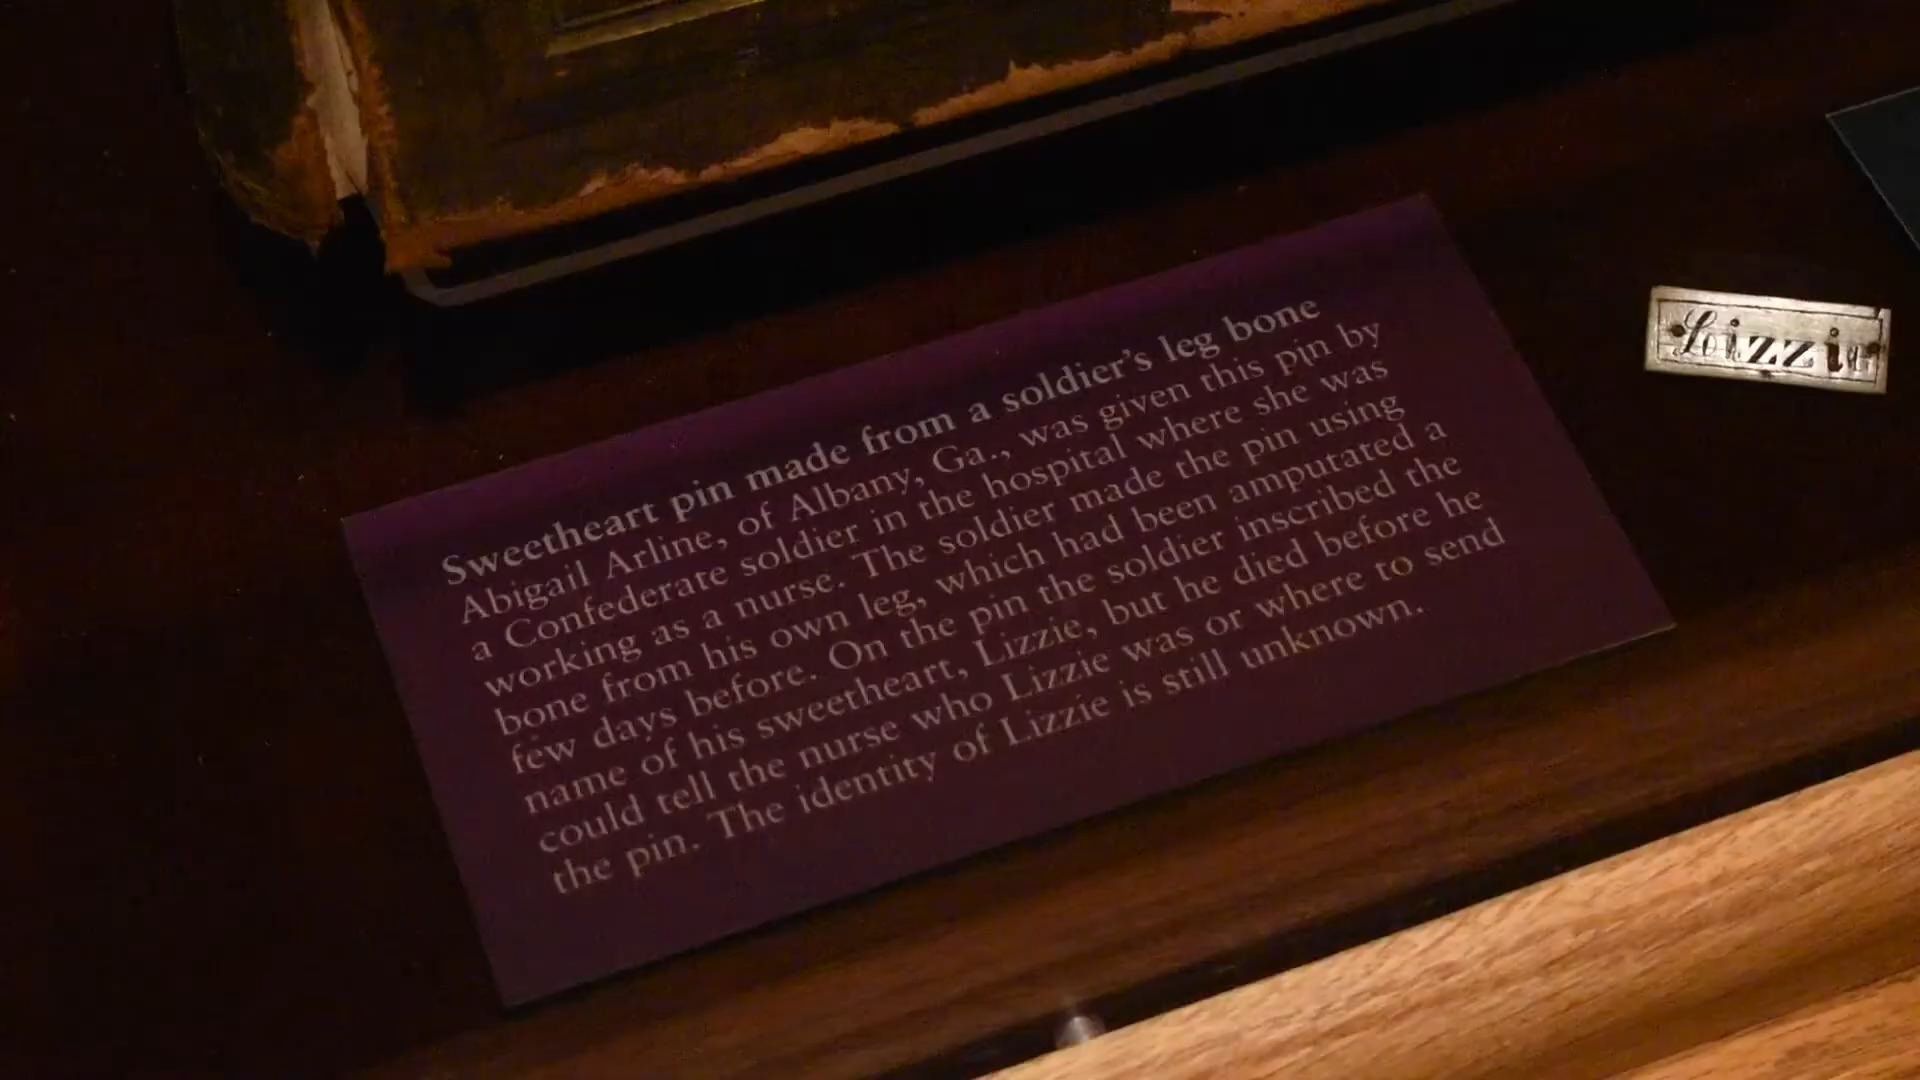 Sweetheart pin made from a soldier's leg bone
Abigail Arline, of Albany, Ga., was given this pin by
a Confederate soldier in the hospital where she was
working as a nurse. The soldier made the pin using
bone from his own leg, which had been amputated a
few days before. On the pin the soldier inscribed the
name of his sweetheart, Lizzie, but he died before he
could tell the nurse who Lizzie was or where to send
the pin. The identity of Lizzie is still unknown.
Lizzie